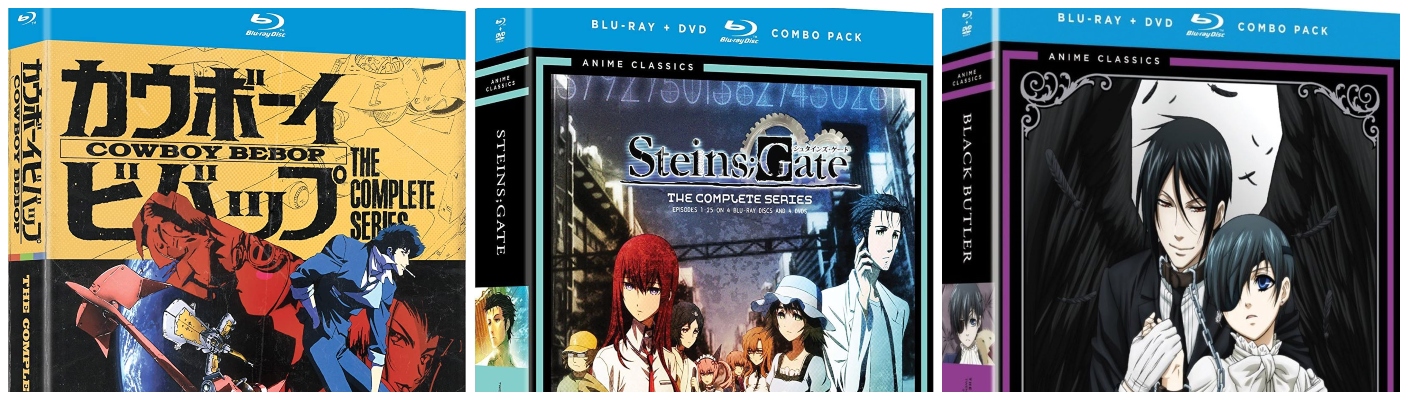 Blu-ray Disc
カウボーイ
COWBOY BEBOP
ビバップ
THE
COMPLETE
SERIES
カウボーイビバップ
COWBOY BEBOP
THE COMPLE
BLU-RAY + DVD
Blu-ray Disc
COMBO PACK
ANIME CLASSICS
ANIME
CLASSICS
STEINS;GATE
3792750136274502
Steins;Gate
シュタインズ・ゲート
THE COMPLETE SERIES
EPISODES 1-25 ON 4 BLU-RAY DISCS AND 4 DVDS
BLU-RAY + DVD
Blu-ray Disc
COMBO PACK
ANIME CLASSICS
ANIME
CLASSICS
BLACK BUTLER